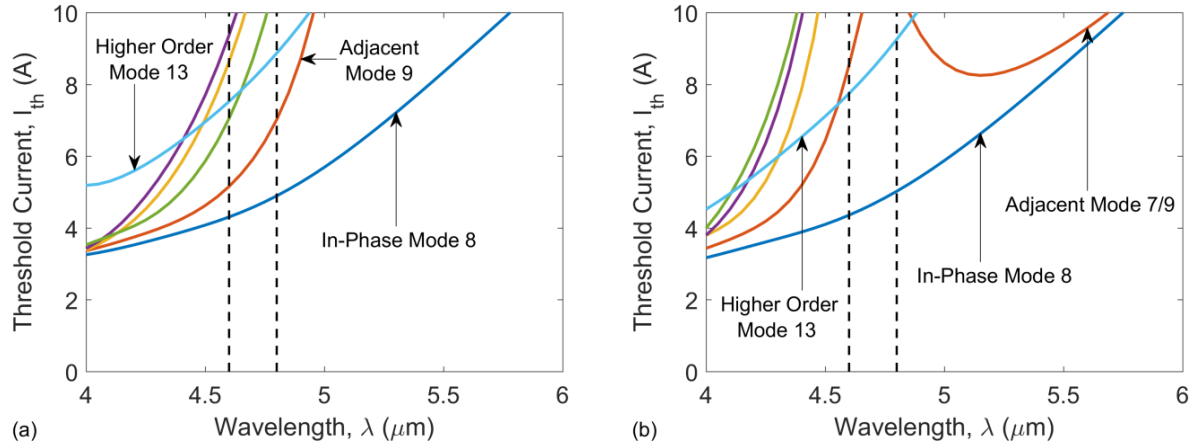 10
8
6
4
2
0
4
4.5
5
5.5
6
Threshold Current, I_th (A)
Wavelength, λ (μm)
Higher Order
Mode 13
Adjacent
Mode 9
In-Phase Mode 8
(a)
10
8
6
4
2
0
4
4.5
5
5.5
6
Threshold Current, I_th (A)
Wavelength, λ (μm)
Adjacent Mode 7/9
In-Phase Mode 8
Higher Order
Mode 13
(b)